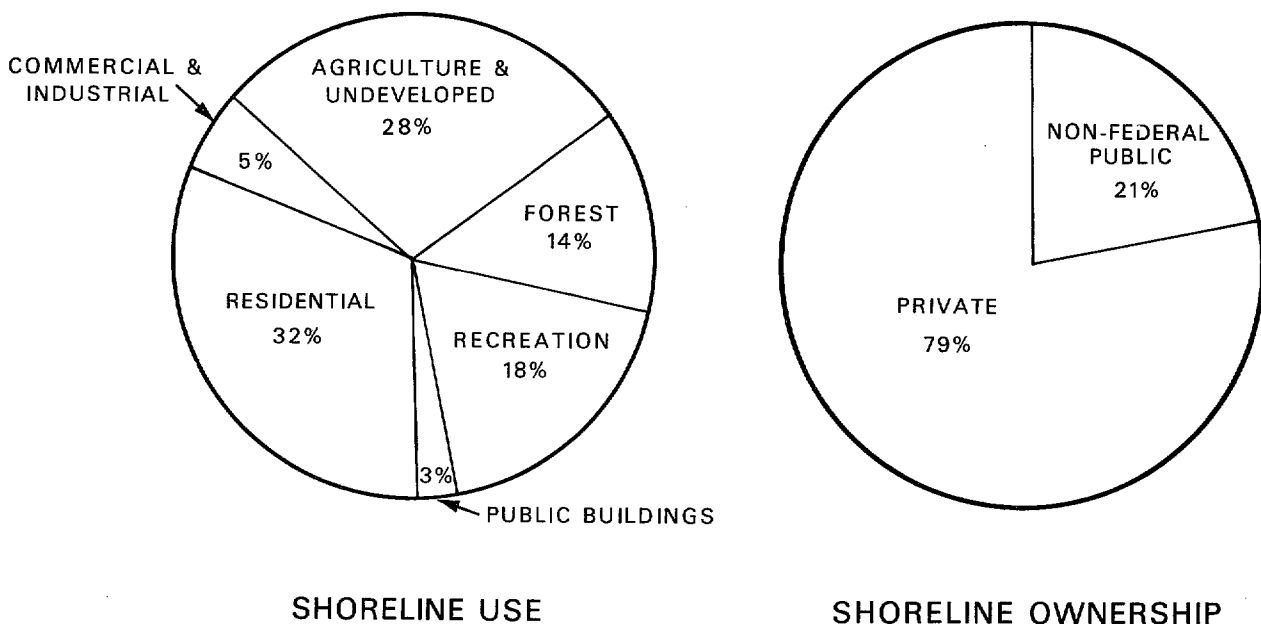 COMMERCIAL &
INDUSTRIAL
5%
AGRICULTURE &
UNDEVELOPED
28%
FOREST
14%
RECREATION
18%
RESIDENTIAL
32%
3%
PUBLIC BUILDINGS
SHORELINE USE
NON-FEDERAL
PUBLIC
21%
PRIVATE
79%
SHORELINE OWNERSHIP